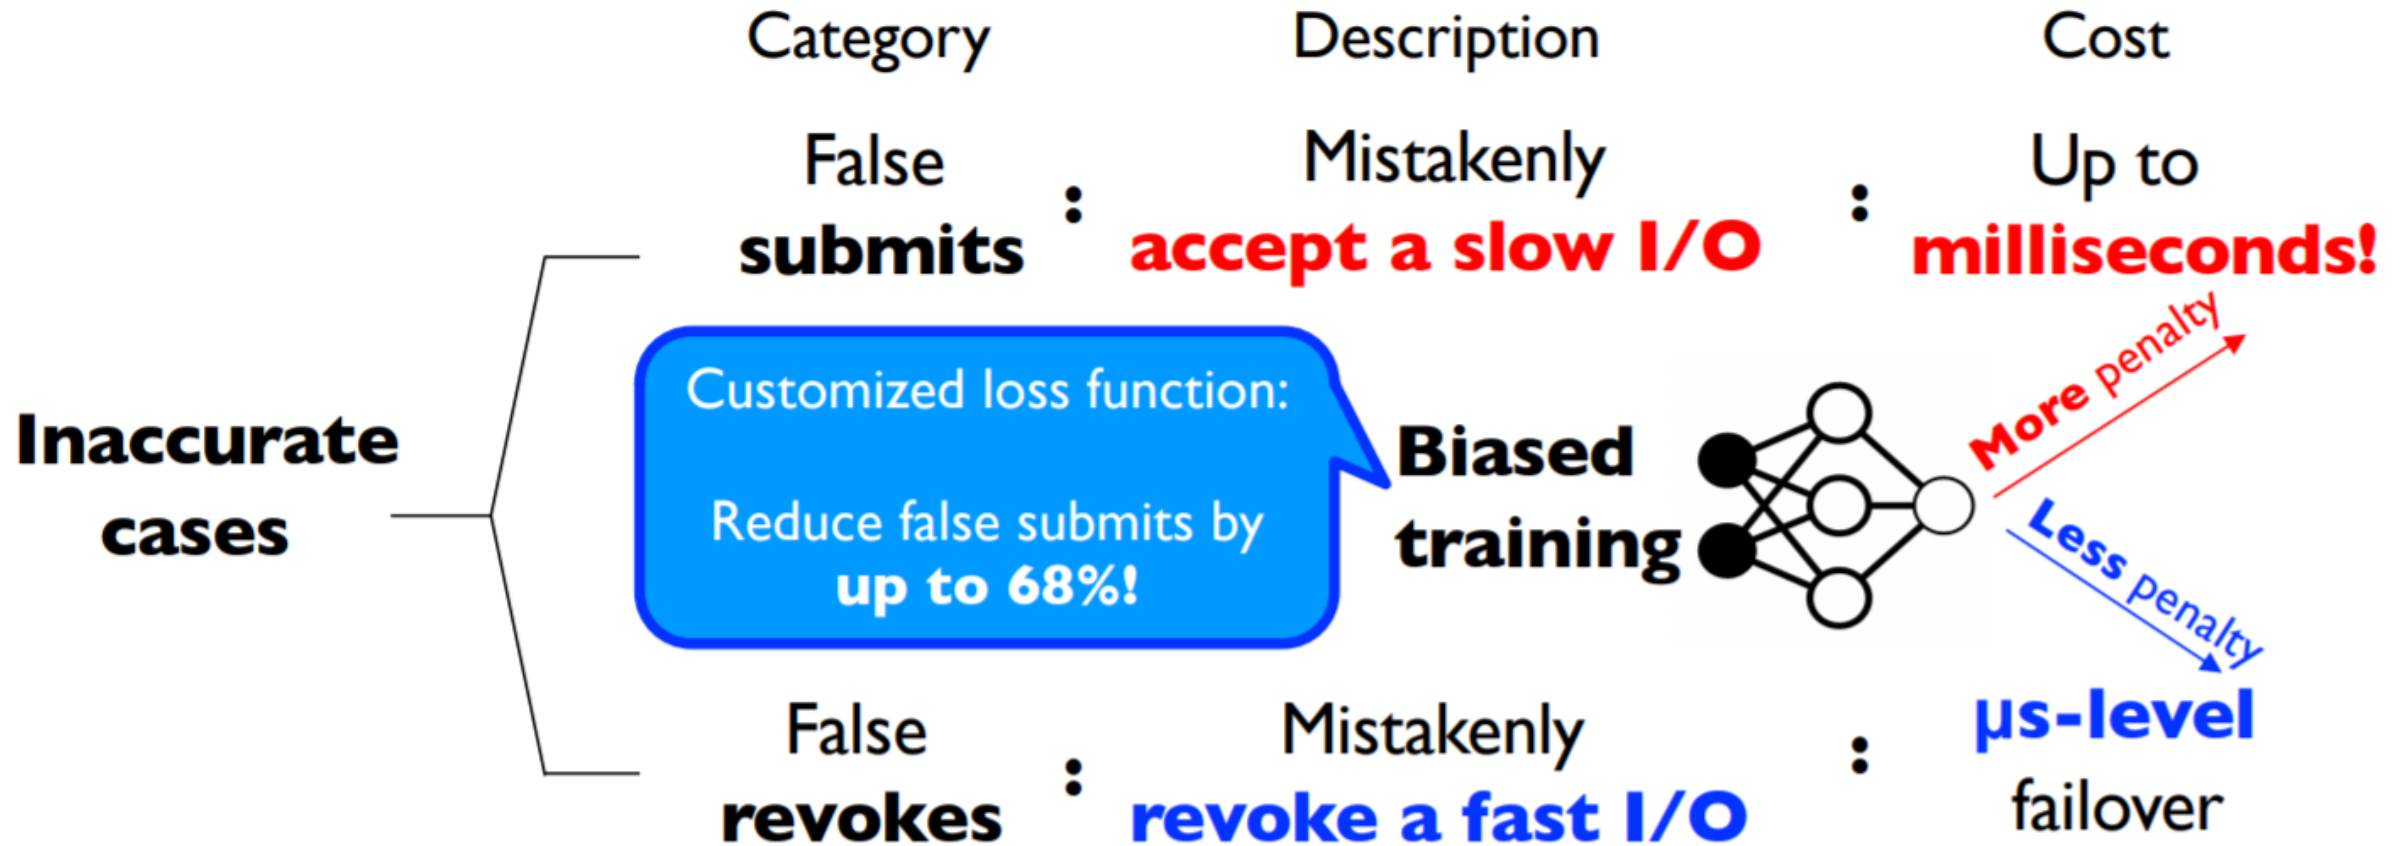 Category Description Cost
False : Mistakenly : Up to
submits accept a slow I/O milliseconds!
Inaccurate
cases
Customized loss function:
Reduce false submits by
up to 68%!
Biased
training
More penalty
Less penalty
False : Mistakenly : µs-level
revokes revoke a fast I/O failover